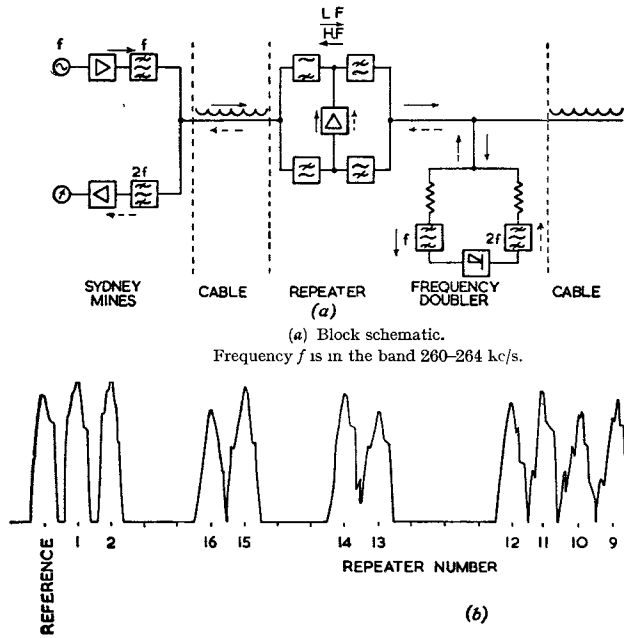 L F
H.F
f
f
2f
f
2f
SYDNEY MINES
CABLE
REPEATER
FREQUENCY DOUBLER
CABLE
(a)
(a) Block schematic.
Frequency f is in the band 260–264 kc/s.
REFERENCE
1 2 16 15 14 13 12 11 10 9
REPEATER NUMBER
(b)